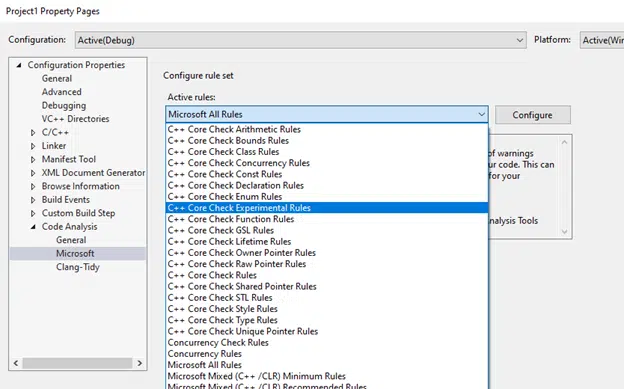 Project1 Property Pages
Configuration: Active(Debug) Platform: Active(Win
Configuration Properties
General
Advanced
Debugging
VC++ Directories
C/C++
Linker
Manifest Tool
XML Document Generator
Browse Information
Build Events
Custom Build Step
Code Analysis
General
Microsoft
Clang-Tidy
Configure rule set
Active rules:
Microsoft All Rules
Configure
C++ Core Check Arithmetic Rules
C++ Core Check Bounds Rules
C++ Core Check Class Rules
C++ Core Check Concurrency Rules
C++ Core Check Const Rules
C++ Core Check Declaration Rules
C++ Core Check Enum Rules
C++ Core Check Experimental Rules
C++ Core Check Function Rules
C++ Core Check GSL Rules
C++ Core Check Lifetime Rules
C++ Core Check Owner Pointer Rules
C++ Core Check Raw Pointer Rules
C++ Core Check Rules
C++ Core Check Shared Pointer Rules
C++ Core Check STL Rules
C++ Core Check Style Rules
C++ Core Check Type Rules
C++ Core Check Unique Pointer Rules
Concurrency Check Rules
Concurrency Rules
Microsoft All Rules
Microsoft Mixed (C++ /CLR) Minimum Rules
Microsoft Mixed (C++ /CLR) Recommended Rules
of warnings
our code. This can
for your
nalysis Tools